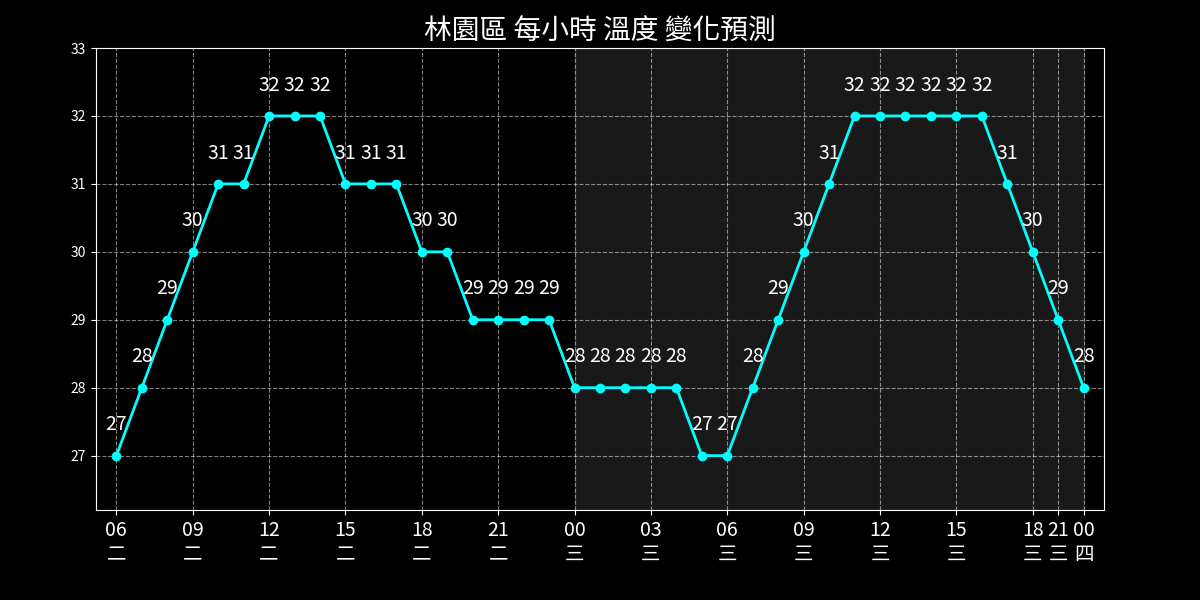 林園區 每小時 溫度 變化預測
33
32 32 32 32 32 32 32 32 32
32
31 31 31 31 31 31 31
31
30 30 30 30 30
30
29 29 29 29 29 29 29
29
28 28 28 28 28 28 28 28
28
27 27 27
27
06 09 12 15 18 21 00 03 06 09 12 15 18 21 00
二 二 二 二 二 二 三 三 三 三 三 三 三 三 四